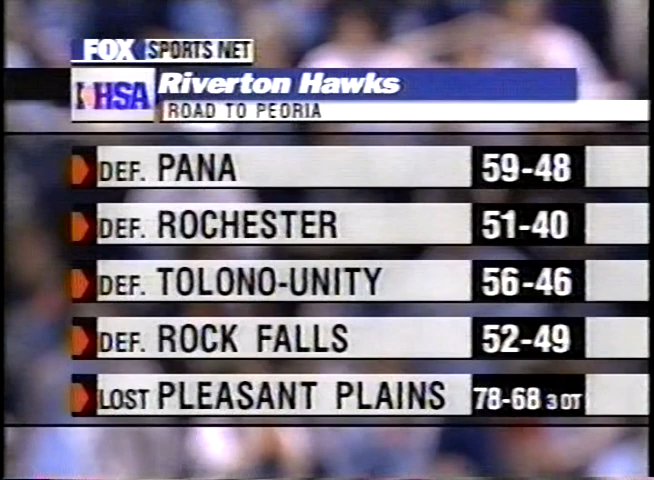 FOX SPORTS NET
IHSA Riverton Hawks
ROAD TO PEORIA
DEF. PANA 59-48
DEF. ROCHESTER 51-40
DEF. TOLONO-UNITY 56-46
DEF. ROCK FALLS 52-49
LOST PLEASANT PLAINS 78-68 3 OT